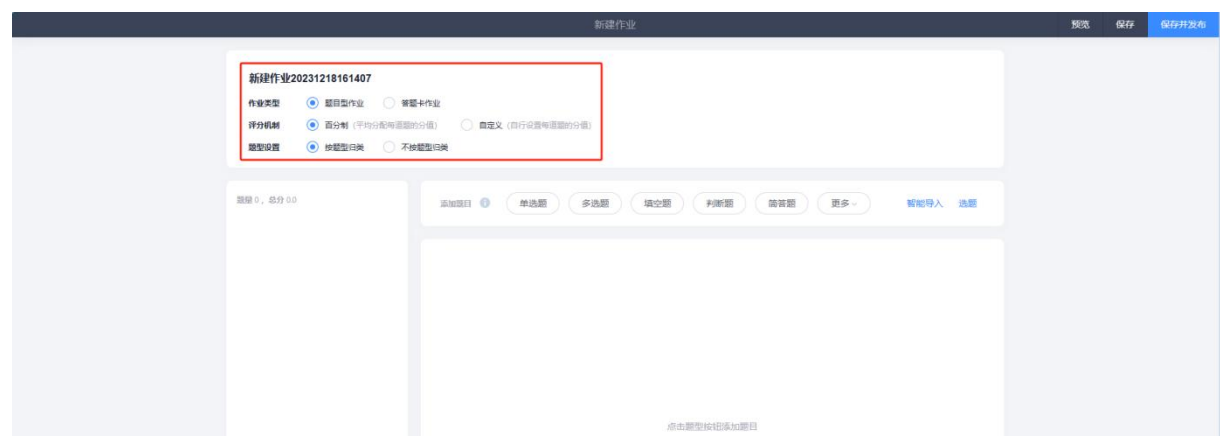 新建作业 预览 保存 保存并发布
新建作业20231218161407
作业类型 题目型作业 答题卡作业
评分机制 百分制 (平均分配每道题的分值) 自定义 (自行设置每道题的分值)
题型设置 按题型归类 不按题型归类
题量 0，总分 0.0
添加题目 单选题 多选题 填空题 判断题 简答题 更多 智能导入 选题
点击题型按钮添加题目